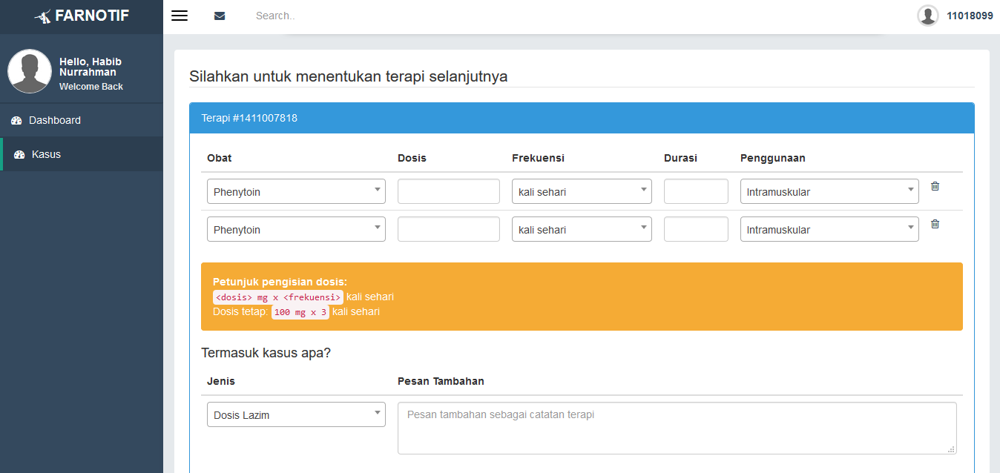 FARNOTIF
Search..
11018099
Hello, Habib
Nurrahman
Welcome Back
Dashboard
Kasus
Silahkan untuk menentukan terapi selanjutnya
Terapi #1411007818
Obat Dosis Frekuensi Durasi Penggunaan
Phenytoin kali sehari Intramuskular
Phenytoin kali sehari Intramuskular
Petunjuk pengisian dosis:
<dosis> mg x <frekuensi> kali sehari
Dosis tetap: 100 mg x 3 kali sehari
Termasuk kasus apa?
Jenis Pesan Tambahan
Dosis Lazim Pesan tambahan sebagai catatan terapi